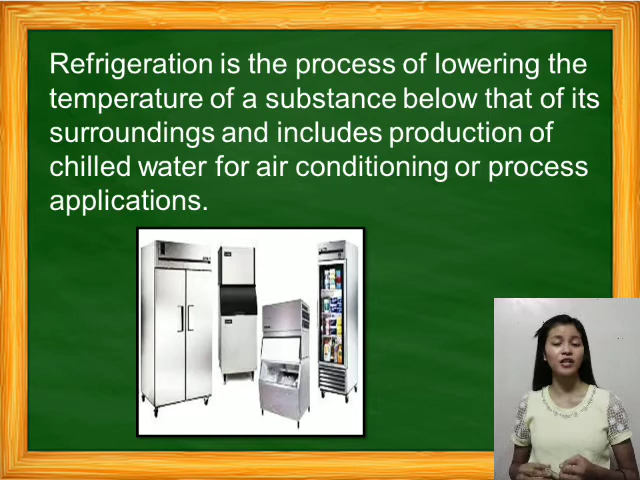 Refrigeration is the process of lowering the
temperature of a substance below that of its
surroundings and includes production of
chilled water for air conditioning or process
applications.